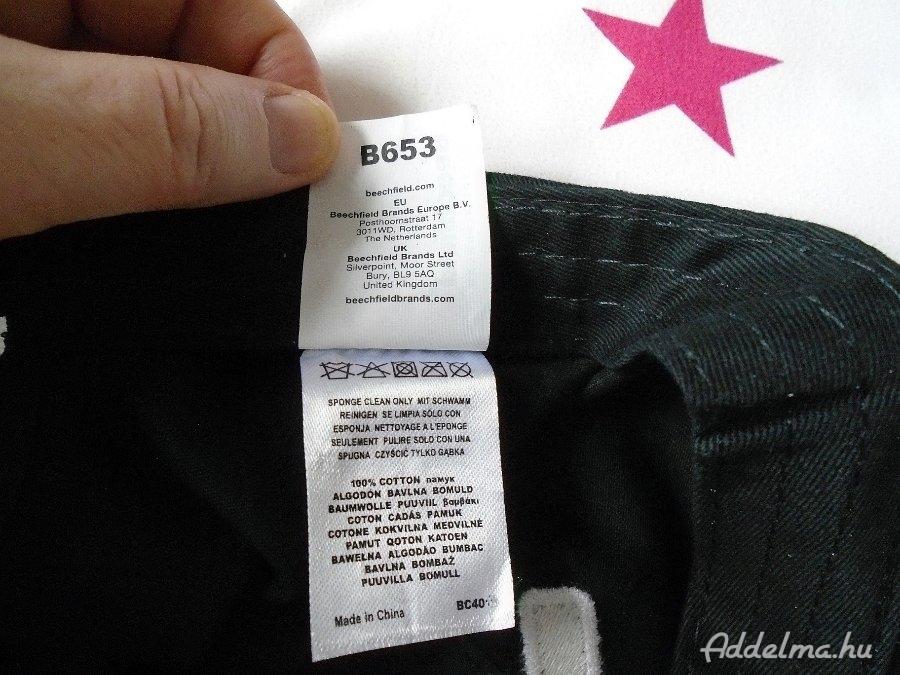 B653
beechfield.com
EU
Beechfield Brands Europe B.V.
Posthoornstraat 17
3011WD, Rotterdam
The Netherlands
UK
Beechfield Brands Ltd
Silverpoint, Moor Street
Bury, BL9 5AQ
United Kingdom
beechfieldbrands.com
SPONGE CLEAN ONLY MIT SCHWAMM
REINIGEN SE LIMPIA SÓLO CON
ESPONJA NETTOYAGE A L'EPONGE
SEULEMENT PULIRE SOLO CON UNA
SPUGNA CZYŚCIĆ TYLKO GĄBKA
100% COTTON памук
ALGODÓN BAVLNA BOMULD
BAUMWOLLE PUUVIIL βαμβάκι
COTON CADÁS PAMUK
COTONE KOKVILNA MEDVILNĖ
PAMUT QOTON KATOEN
BAWEŁNA ALGODÃO BUMBAC
BAVLNA BOMBAŽ
PUUVILLA BOMULL
Made in China
Addelma.hu